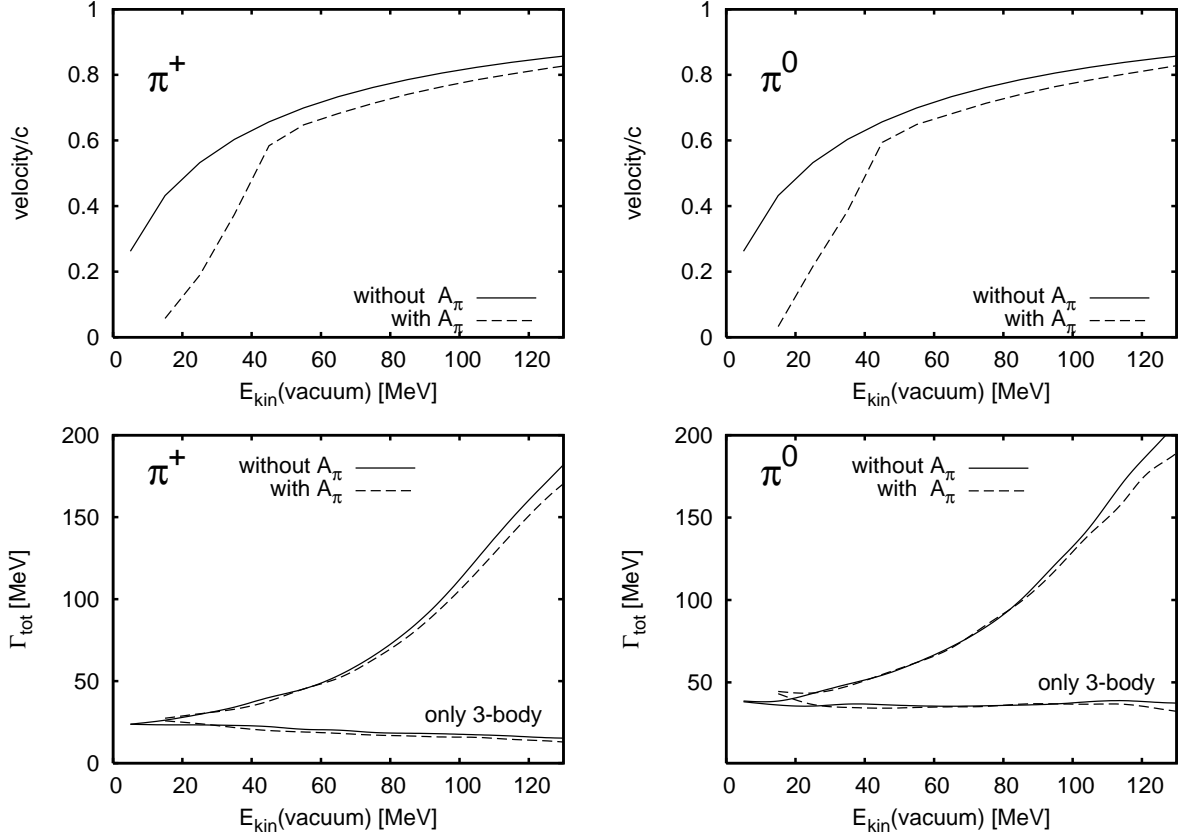 1
0.8
0.6
0.4
0.2
0
velocity/c
π+
without Aπ
with Aπ
0 20 40 60 80 100 120
Ekin(vacuum) [MeV]
1
0.8
0.6
0.4
0.2
0
velocity/c
π0
without Aπ
with Aπ
0 20 40 60 80 100 120
Ekin(vacuum) [MeV]
200
150
100
50
0
Γtot [MeV]
π+
without Aπ
with Aπ
only 3-body
0 20 40 60 80 100 120
Ekin(vacuum) [MeV]
200
150
100
50
Γtot [MeV]
π0
without Aπ
with Aπ
only 3-body
0 20 40 60 80 100 120
Ekin(vacuum) [MeV]